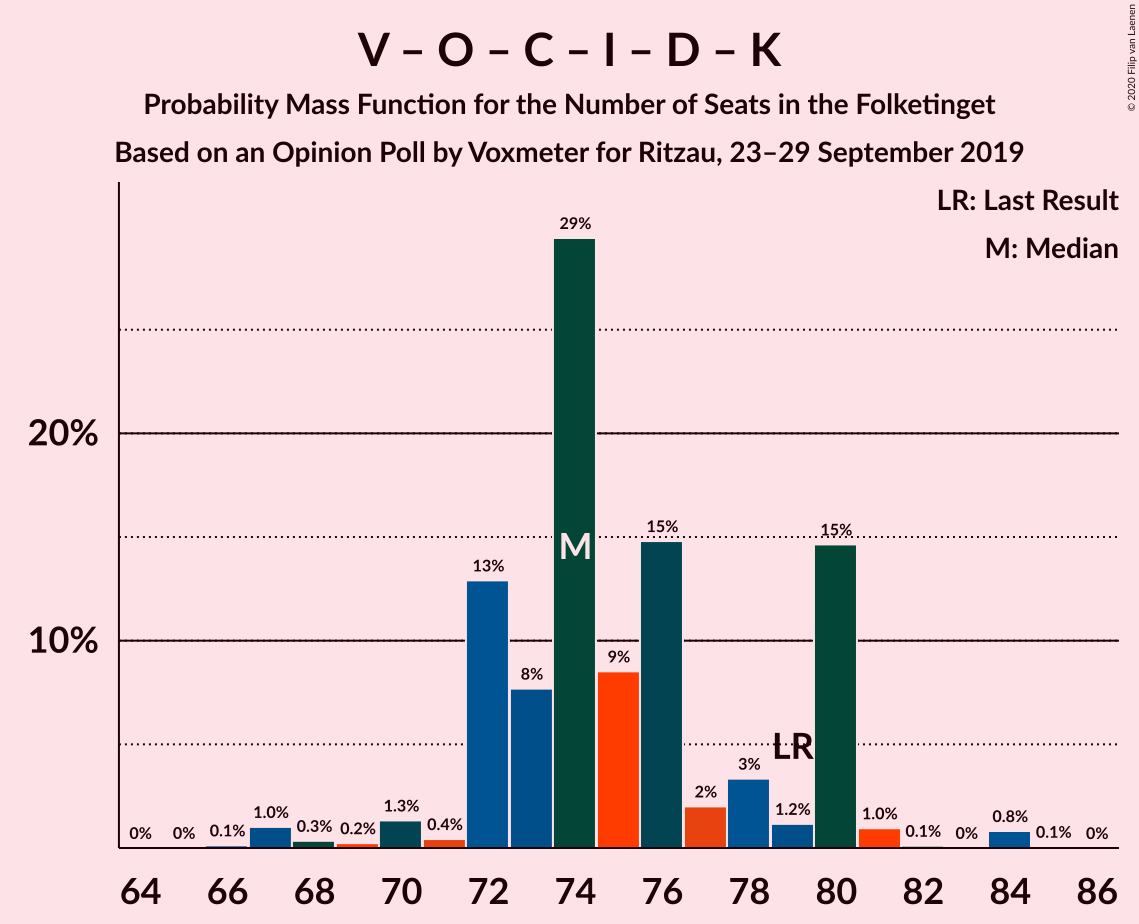 V – O – C – I – D – K
Probability Mass Function for the Number of Seats in the Folketinget
Based on an Opinion Poll by Voxmeter for Ritzau, 23–29 September 2019
© 2020 Filip van Laenen
LR: Last Result
M: Median
20%
10%
0%
0%
0.1%
1.0%
0.3%
0.2%
1.3%
0.4%
13%
8%
29%
M
9%
15%
2%
3%
LR
1.2%
15%
1.0%
0.1%
0%
0.8%
0.1%
0%
64 66 68 70 72 74 76 78 80 82 84 86